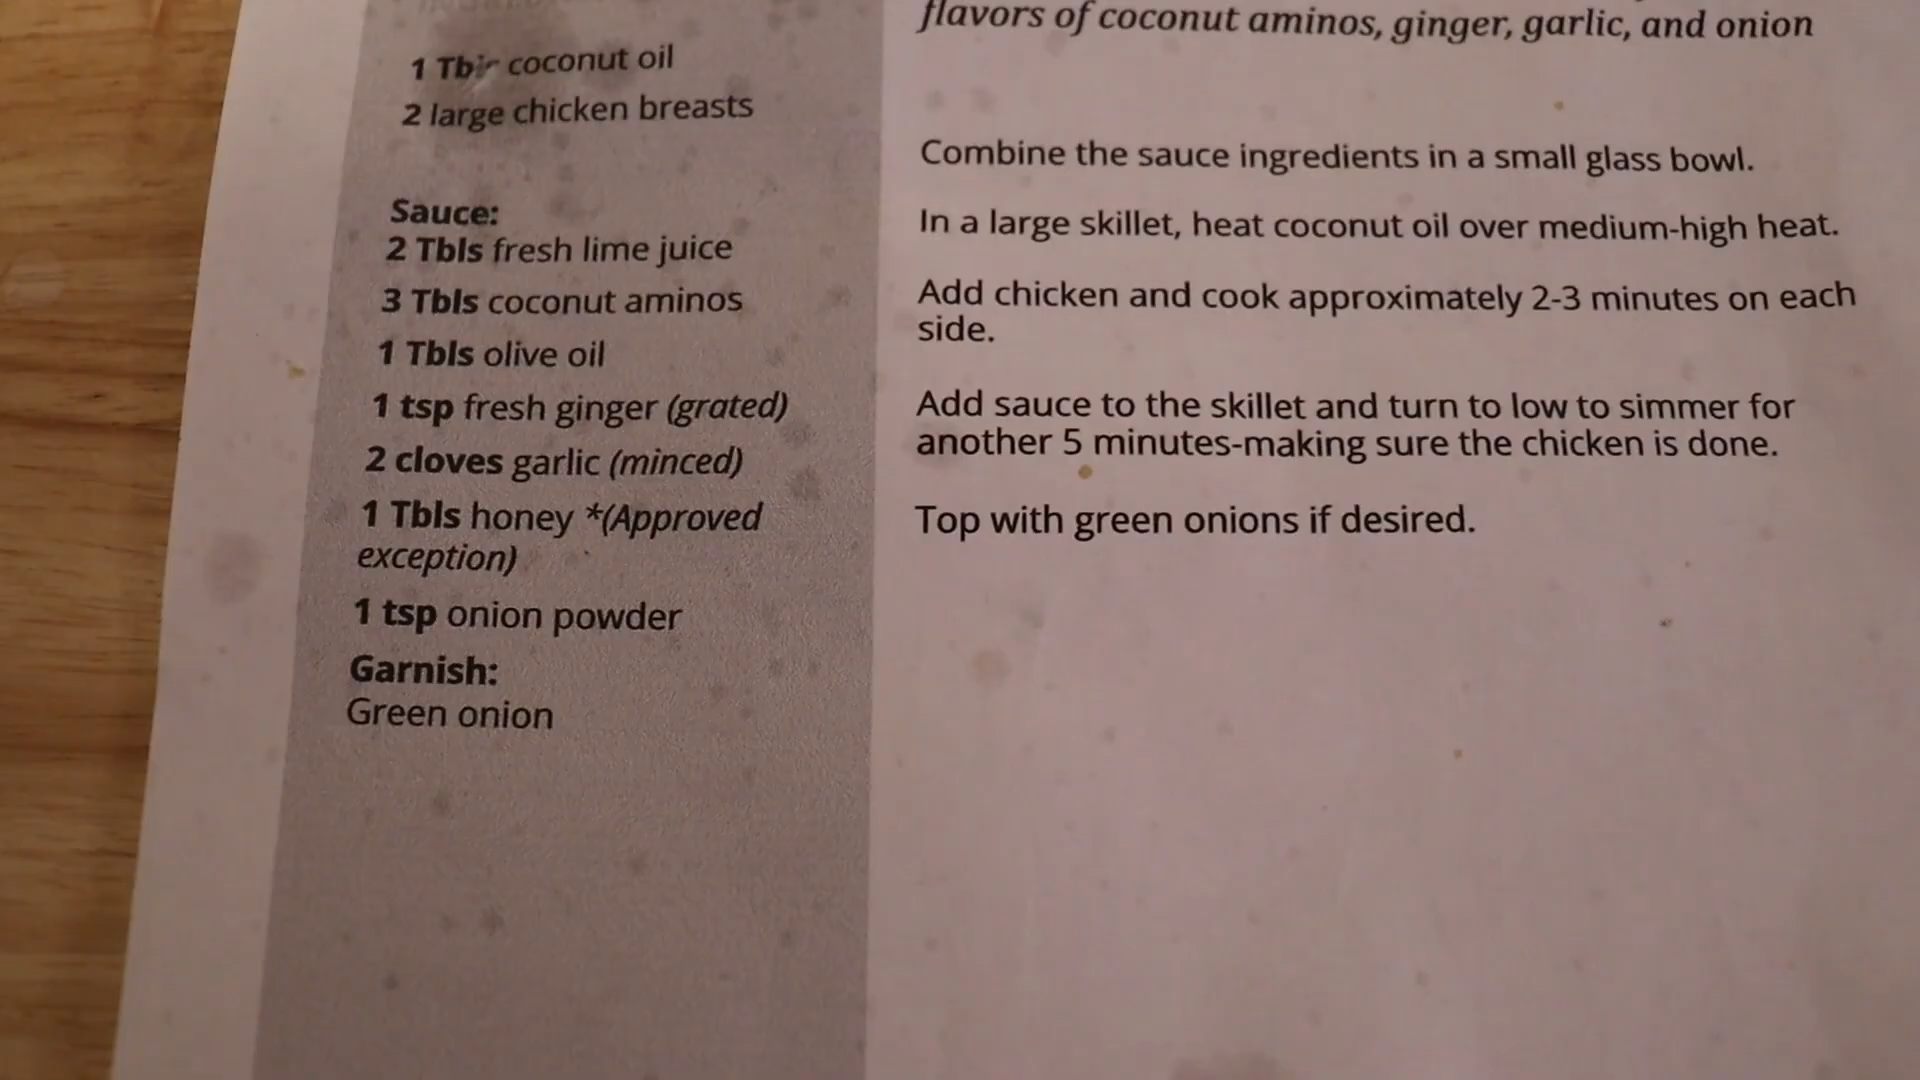 1 coconut oil
2 large chicken breasts
Sauce:
2 Tbls fresh lime juice
3 Tbls coconut aminos
1 Tbls olive oil
1 tsp fresh ginger (grated)
2 cloves garlic (minced)
1 Tbls honey *(Approved
exception)
1 tsp onion powder
Garnish:
Green onion
flavors of coconut aminos, ginger, garlic, and onion
Combine the sauce ingredients in a small glass bowl.
In a large skillet, heat coconut oil over medium-high heat.
Add chicken and cook approximately 2-3 minutes on each
side.
Add sauce to the skillet and turn to low to simmer for
another 5 minutes-making sure the chicken is done.
Top with green onions if desired.